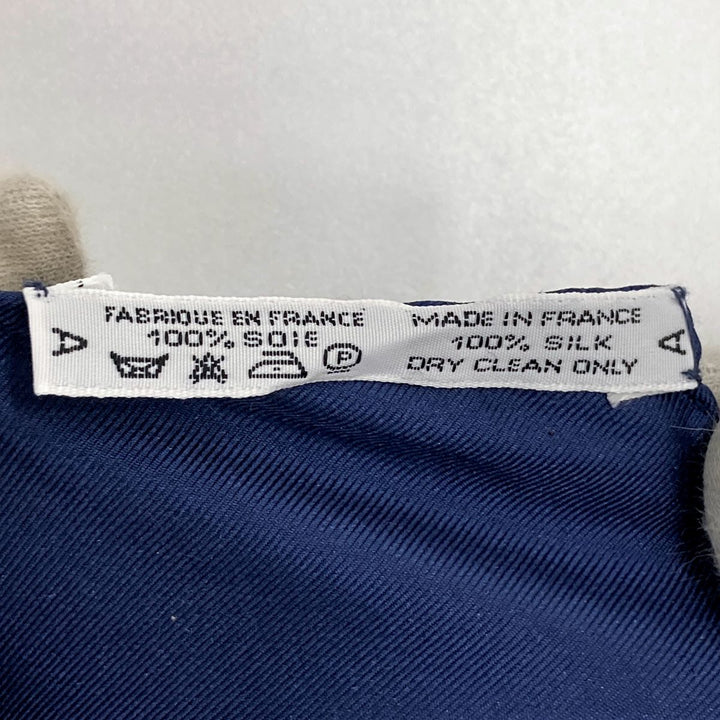 A
FABRIQUE EN FRANCE
100% SOIE
P
MADE IN FRANCE
100% SILK
DRY CLEAN ONLY
A